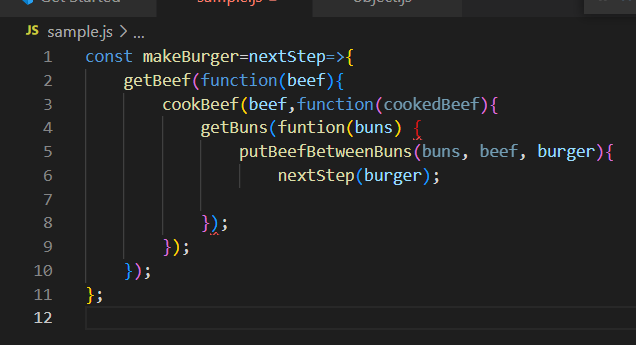 Get Started sample.js object.js
JS sample.js > ...
1 const makeBurger=nextStep=>{
2 getBeef(function(beef){
3 cookBeef(beef,function(cookedBeef){
4 getBuns(funtion(buns) {
5 putBeefBetweenBuns(buns, beef, burger){
6 nextStep(burger);
7
8 });
9 });
10 });
11 };
12